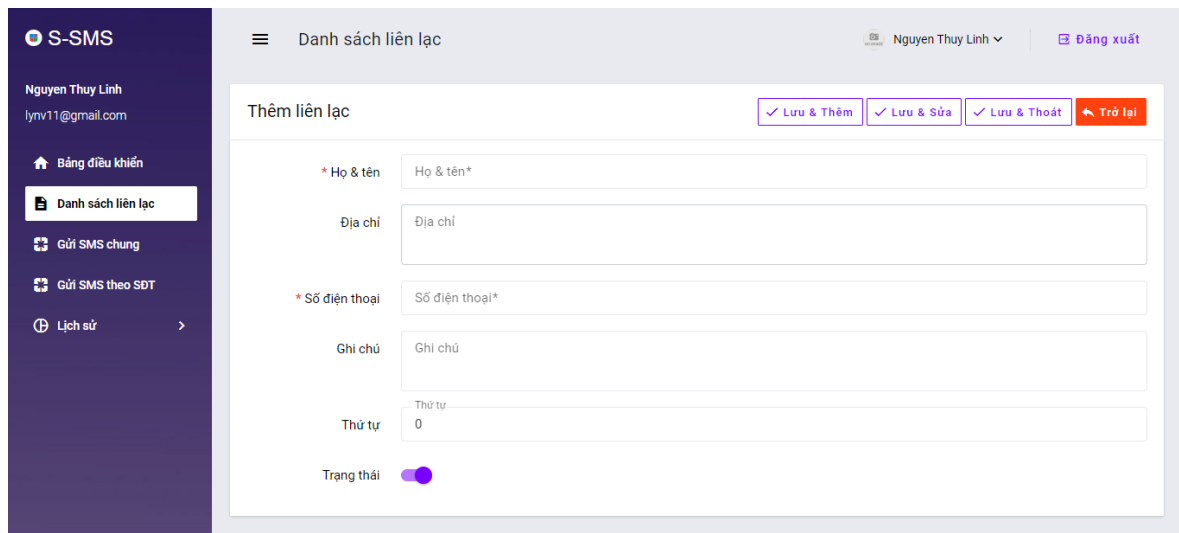 S-SMS
Danh sách liên lạc
Nguyen Thuy Linh
Đăng xuất
Nguyen Thuy Linh
lynv11@gmail.com
Bảng điều khiển
Danh sách liên lạc
Gửi SMS chung
Gửi SMS theo SĐT
Lịch sử
Thêm liên lạc
Lưu & Thêm
Lưu & Sửa
Lưu & Thoát
Trở lại
* Họ & tên
Họ & tên*
Địa chỉ
Địa chỉ
* Số điện thoại
Số điện thoại*
Ghi chú
Ghi chú
Thứ tự
Thứ tự
0
Trạng thái